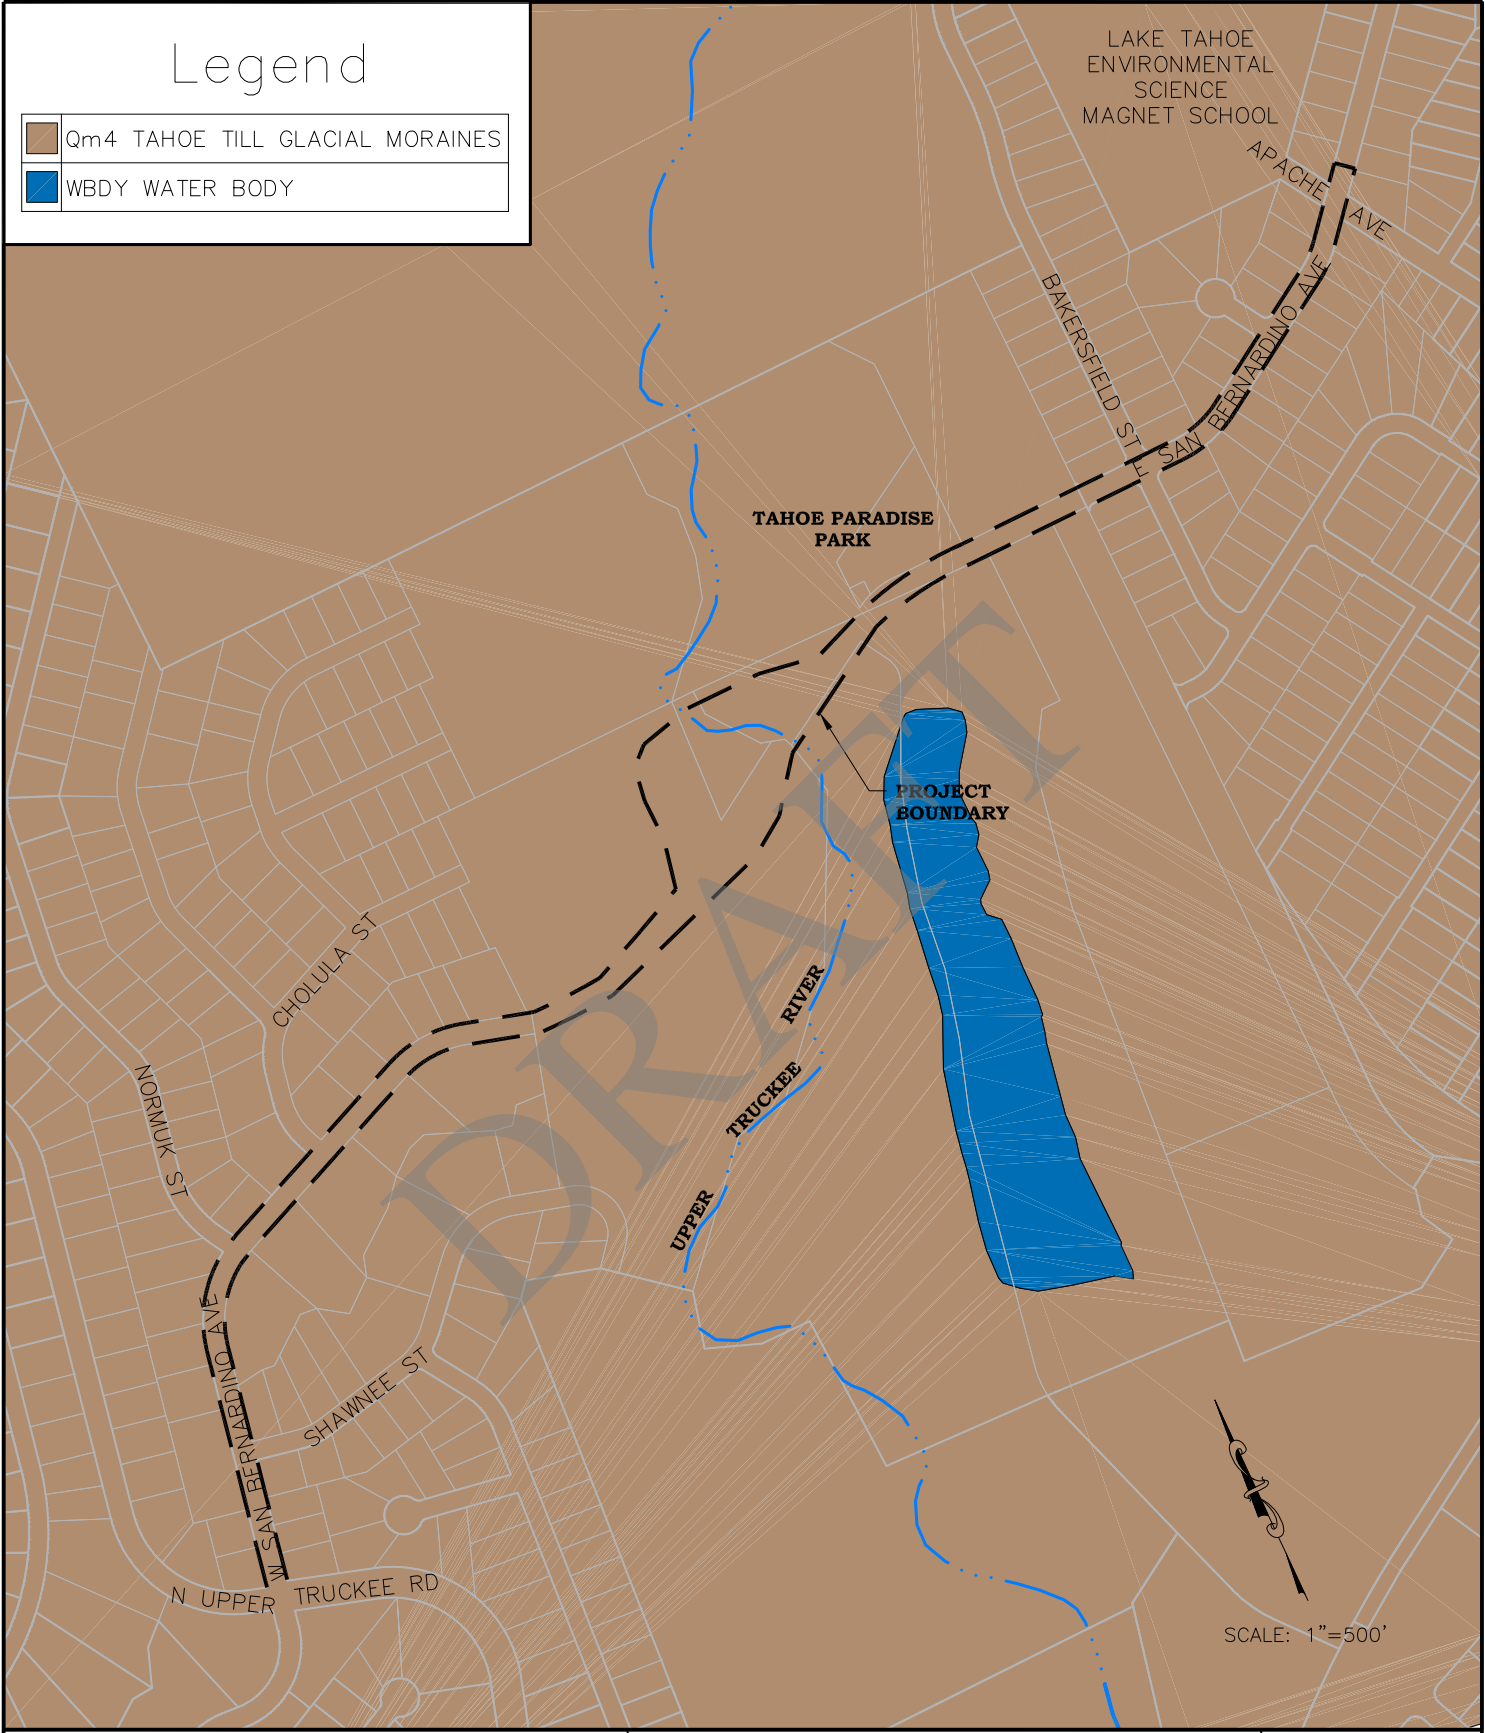 Legend
Qm4 TAHOE TILL GLACIAL MORAINES
WBDY WATER BODY
LAKE TAHOE
ENVIRONMENTAL
SCIENCE
MAGNET SCHOOL
APACHE AVE
BAKERSFIELD ST
E SAN BERNARDINO AVE
TAHOE PARADISE
PARK
PROJECT
BOUNDARY
DRAFT
CHOLULA ST
NORMUK ST
UPPER TRUCKEE RIVER
W SAN BERNARDINO AVE
SHAWNEE ST
N UPPER TRUCKEE RD
SCALE: 1"=500'